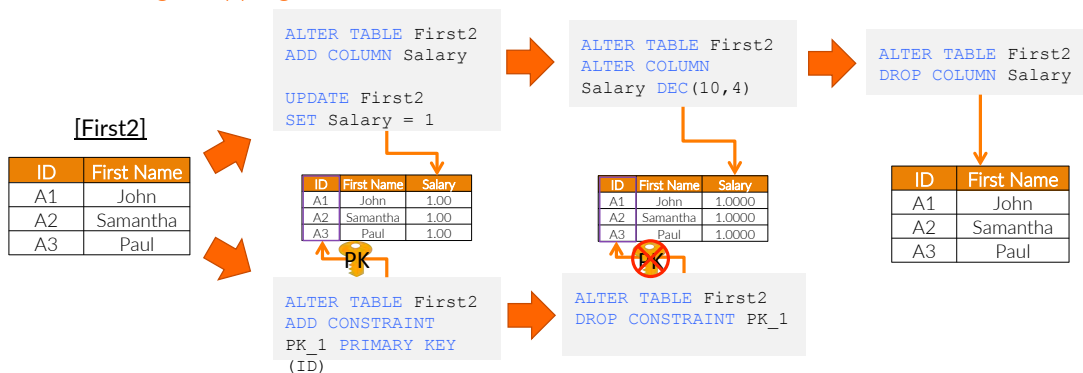 ALTER TABLE First2
ADD COLUMN Salary
UPDATE First2
SET Salary = 1
ALTER TABLE First2
ALTER COLUMN
Salary DEC(10,4)
ALTER TABLE First2
DROP COLUMN Salary
[First2]
ID First Name
A1 John
A2 Samantha
A3 Paul
ID First Name Salary
A1 John 1.00
A2 Samantha 1.00
A3 Paul 1.00
PK
ID First Name Salary
A1 John 1.0000
A2 Samantha 1.0000
A3 Paul 1.0000
PK
ID First Name
A1 John
A2 Samantha
A3 Paul
ALTER TABLE First2
ADD CONSTRAINT
PK_1 PRIMARY KEY
(ID)
ALTER TABLE First2
DROP CONSTRAINT PK_1